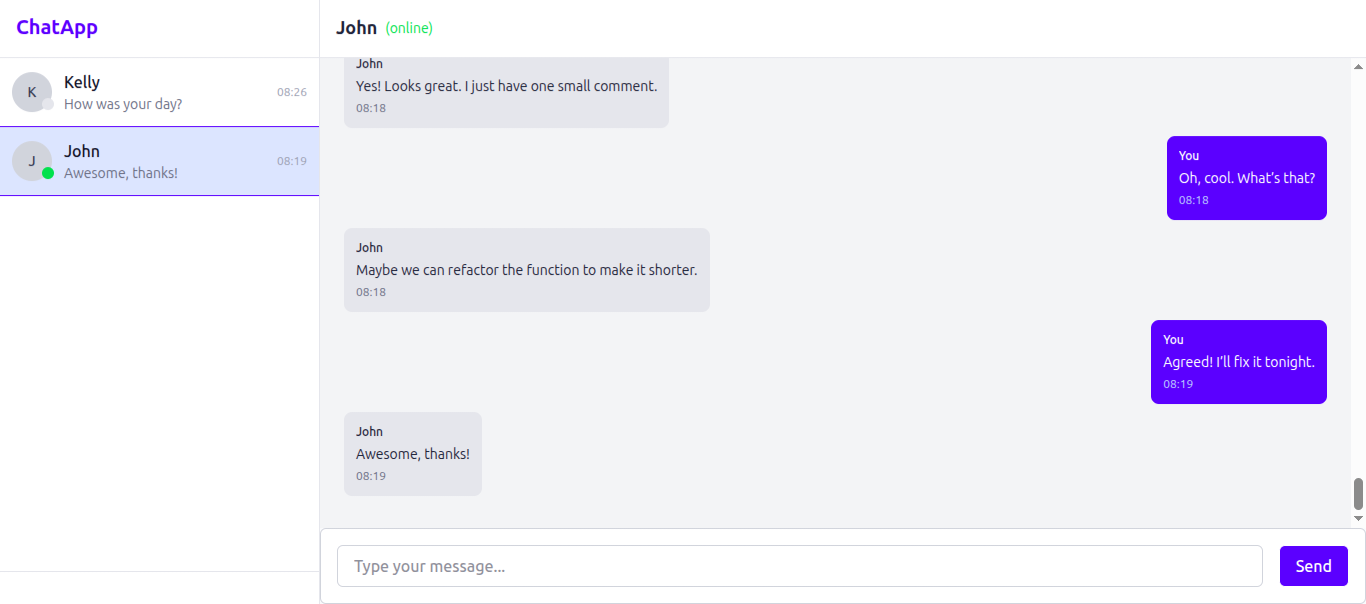 ChatApp
K
Kelly
How was your day?
08:26
J
John
Awesome, thanks!
08:19
John (online)
John
Yes! Looks great. I just have one small comment.
08:18
You
Oh, cool. What's that?
08:18
John
Maybe we can refactor the function to make it shorter.
08:18
You
Agreed! I'll fix it tonight.
08:19
John
Awesome, thanks!
08:19
Type your message...
Send